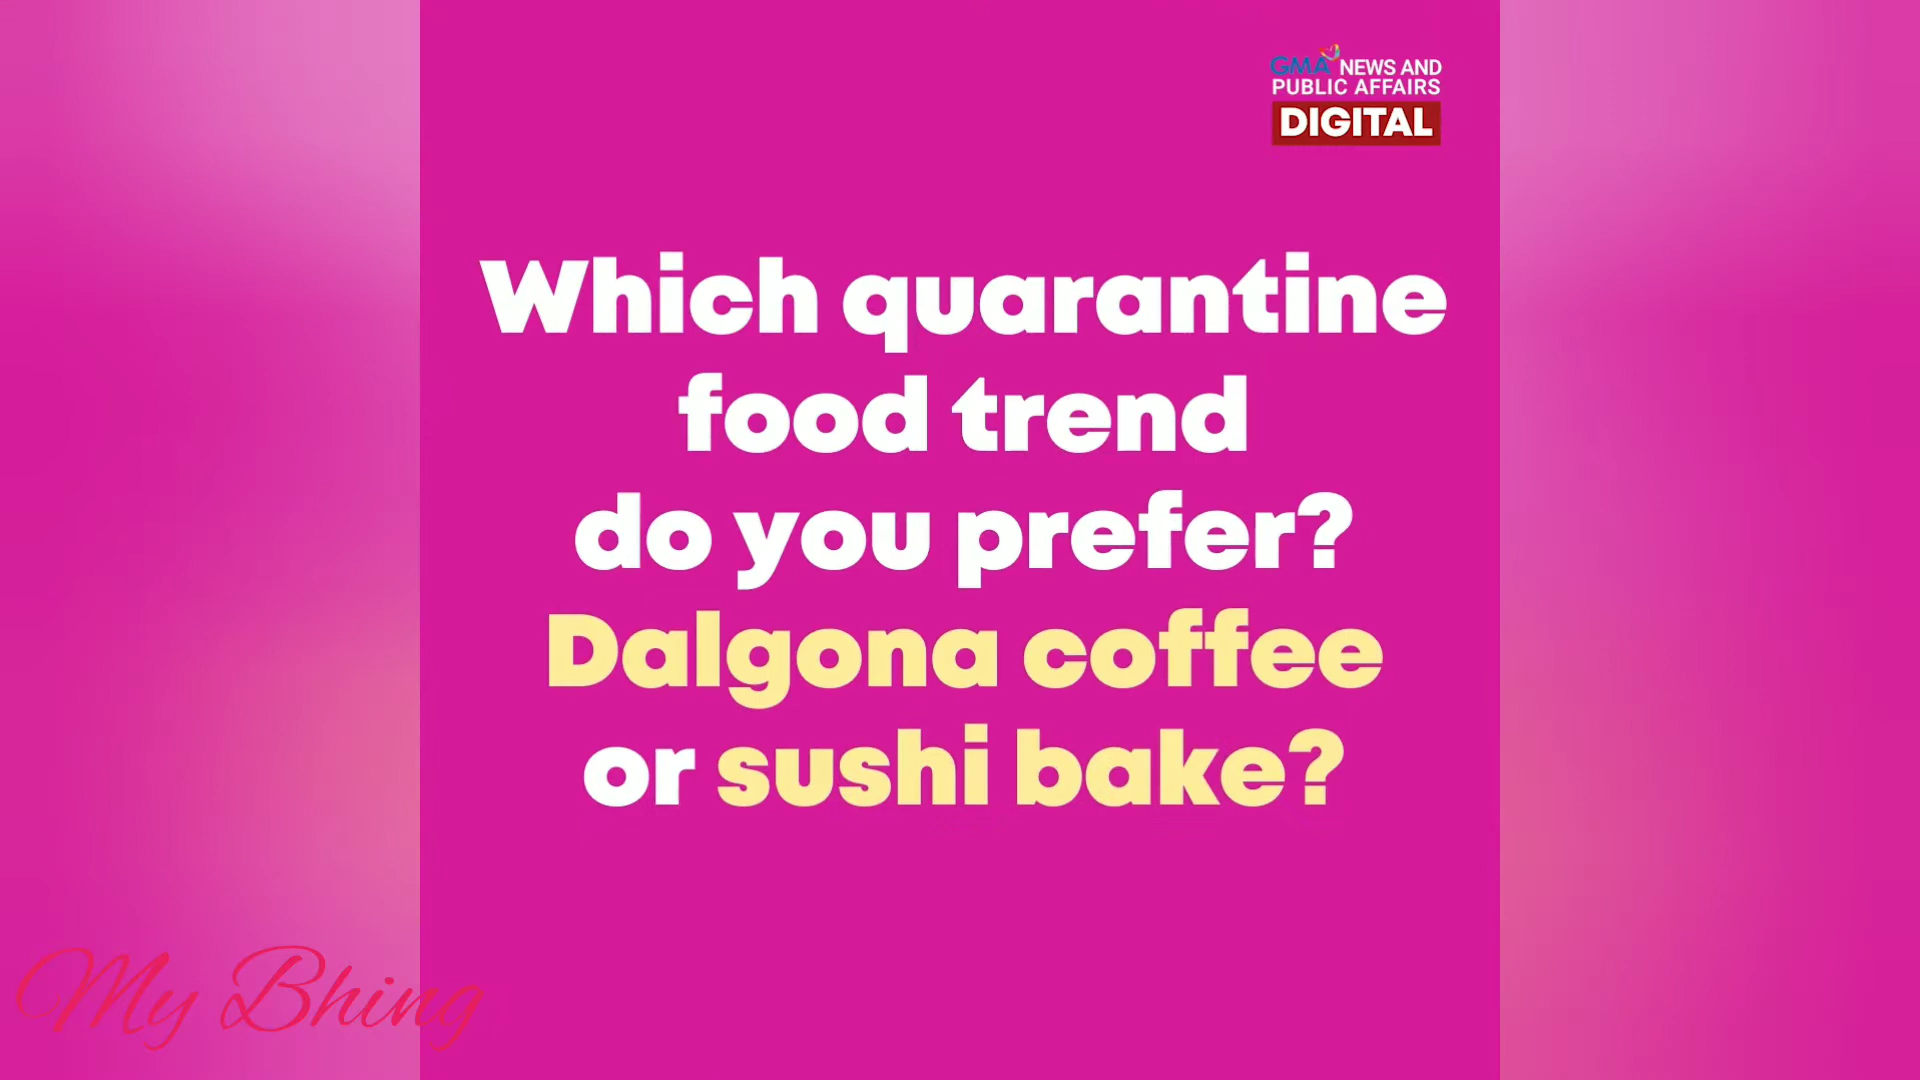 GMA NEWS AND
PUBLIC AFFAIRS
DIGITAL
Which quarantine
food trend
do you prefer?
Dalgona coffee
or sushi bake?
My Bhing